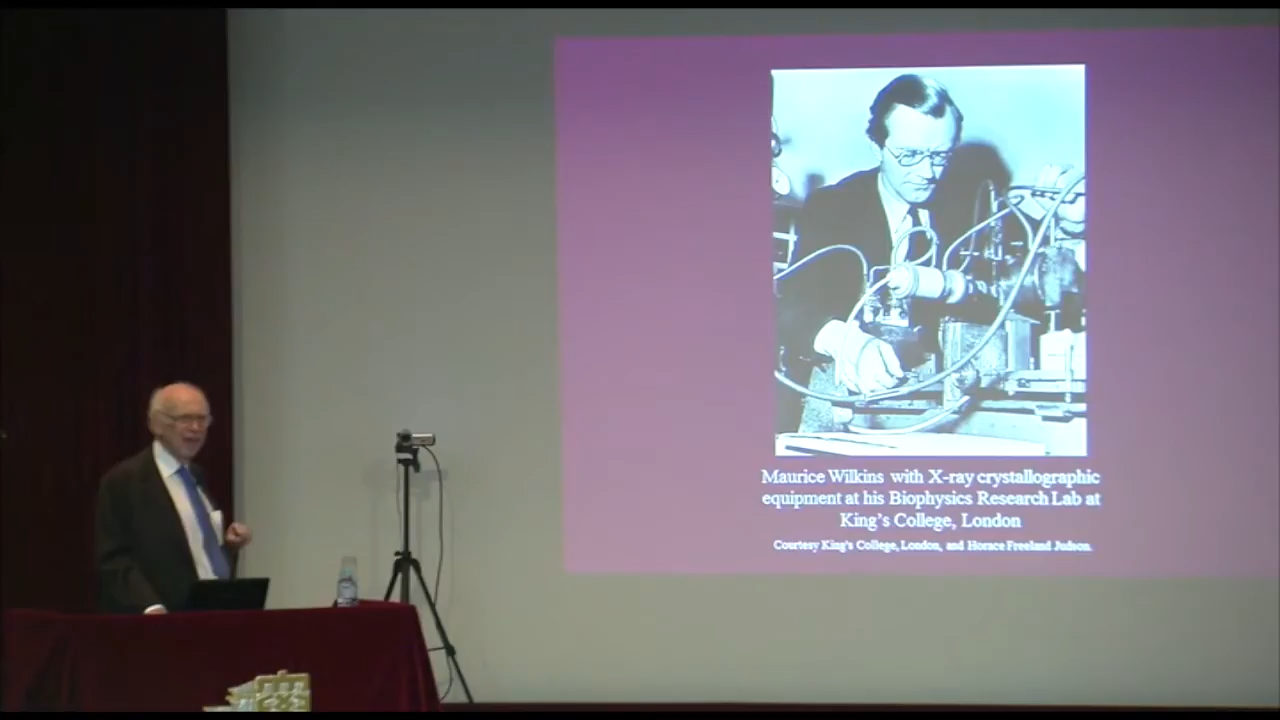 Maurice Wilkins with X-ray crystallographic
equipment at his Biophysics Research Lab at
King's College, London
Courtesy King's College, London, and Horace Freeland Judson.